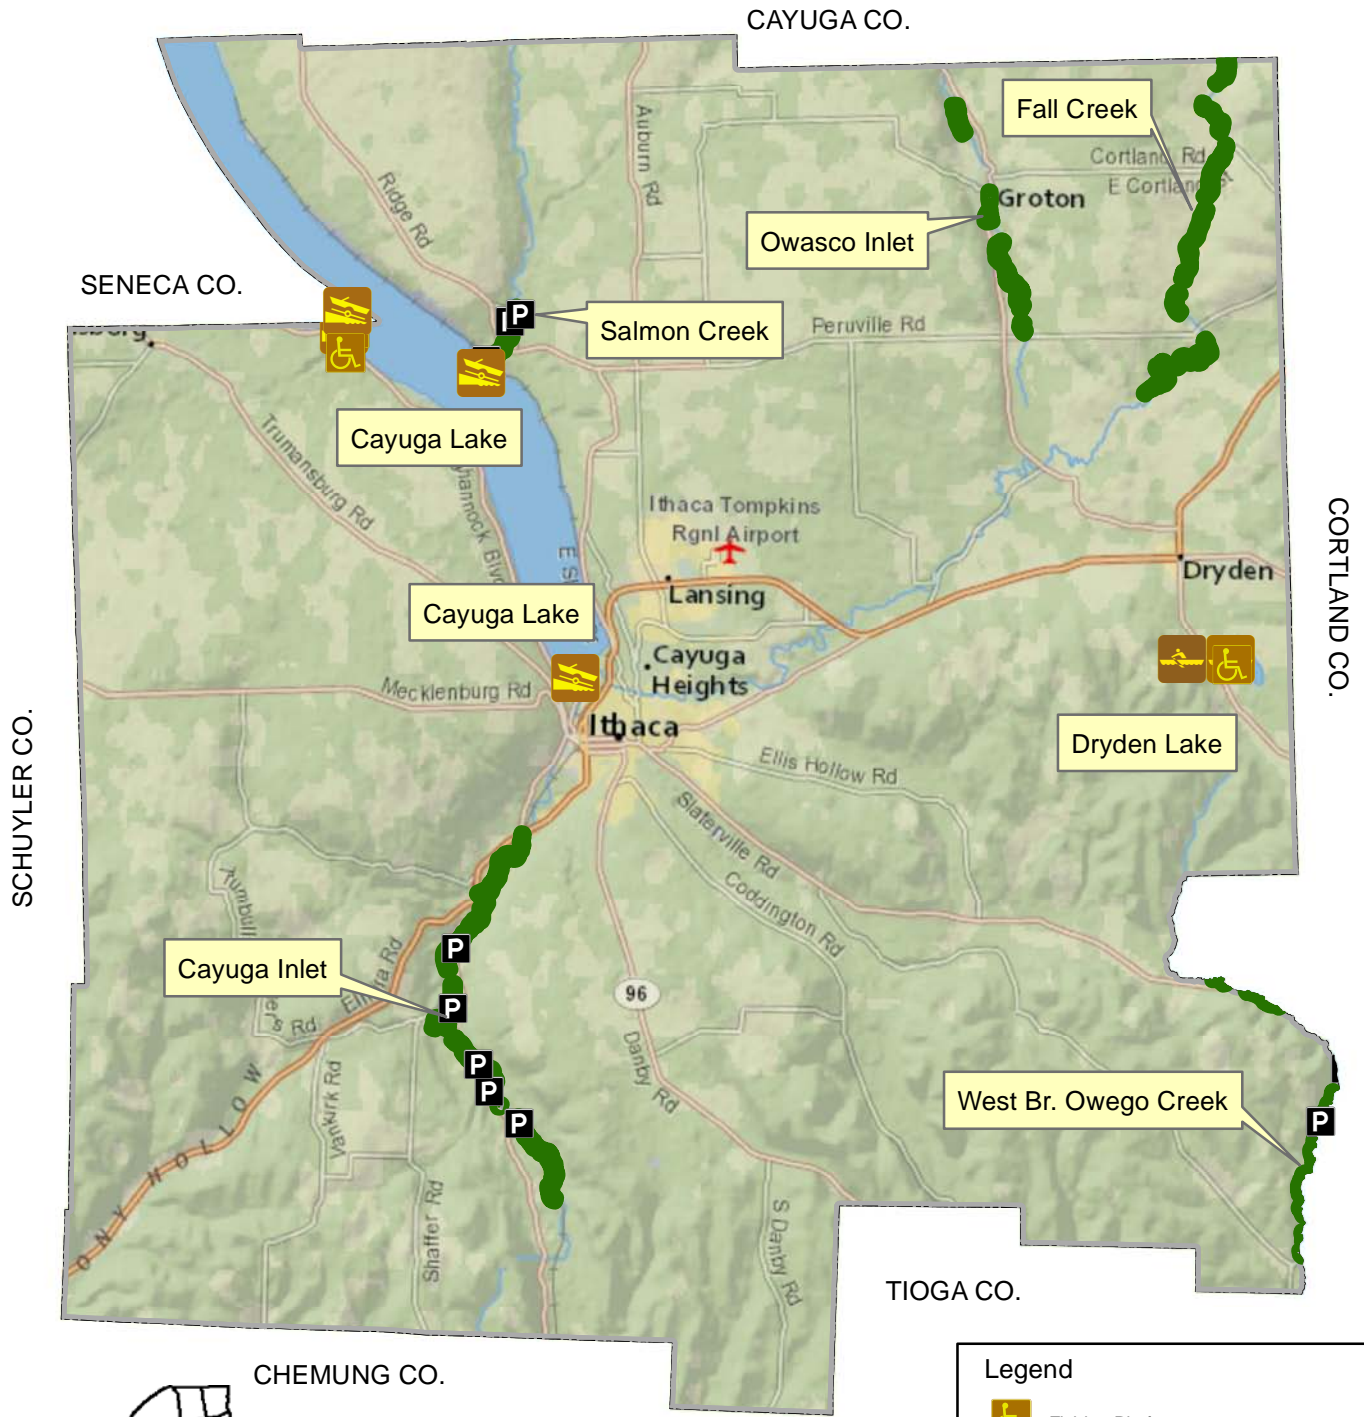 CAYUGA CO.
Fall Creek
Auburn Rd
Cortland Rd
E Cortland
Ridge Rd
Groton
Owasco Inlet
SENECA CO.
P
Salmon Creek
Peruville Rd
Cayuga Lake
Trumansburg Rd
Ithaca Tompkins
Rgnl Airport
CORTLAND CO.
Dryden
Lansing
Cayuga Lake
Cayuga
Heights
Mecklenburg Rd
Ithaca
SCHUYLER CO.
Dryden Lake
Ellis Hollow Rd
Slaterville Rd
Coddington Rd
P
Cayuga Inlet
96
P
Danby Rd
P
P
West Br. Owego Creek
P
P
Shaffer Rd
S Danby Rd
TIOGA CO.
CHEMUNG CO.
Legend